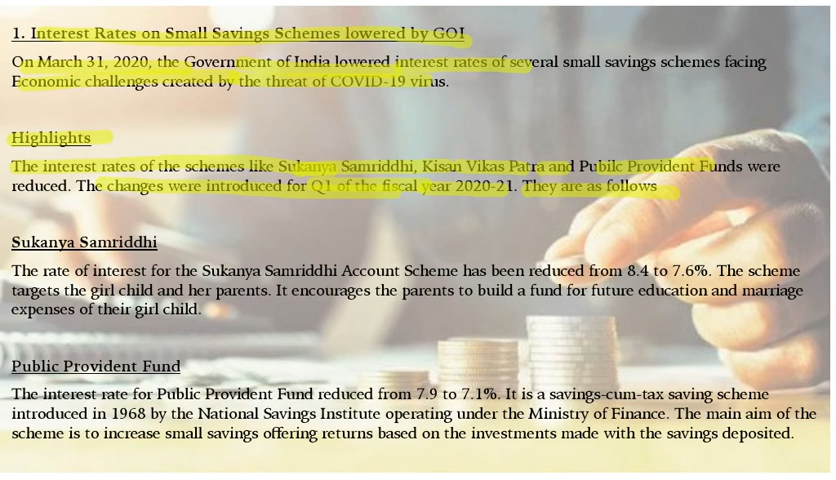 1. Interest Rates on Small Savings Schemes lowered by GOI
On March 31, 2020, the Government of India lowered interest rates of several small savings schemes facing
Economic challenges created by the threat of COVID-19 virus.
Highlights
The interest rates of the schemes like Sukanya Samriddhi, Kisan Vikas Patra and Pubilc Provident Funds were
reduced. The changes were introduced for Q1 of the fiscal year 2020-21. They are as follows
Sukanya Samriddhi
The rate of interest for the Sukanya Samriddhi Account Scheme has been reduced from 8.4 to 7.6%. The scheme
targets the girl child and her parents. It encourages the parents to build a fund for future education and marriage
expenses of their girl child.
Public Provident Fund
The interest rate for Public Provident Fund reduced from 7.9 to 7.1%. It is a savings-cum-tax saving scheme
introduced in 1968 by the National Savings Institute operating under the Ministry of Finance. The main aim of the
scheme is to increase small savings offering returns based on the investments made with the savings deposited.